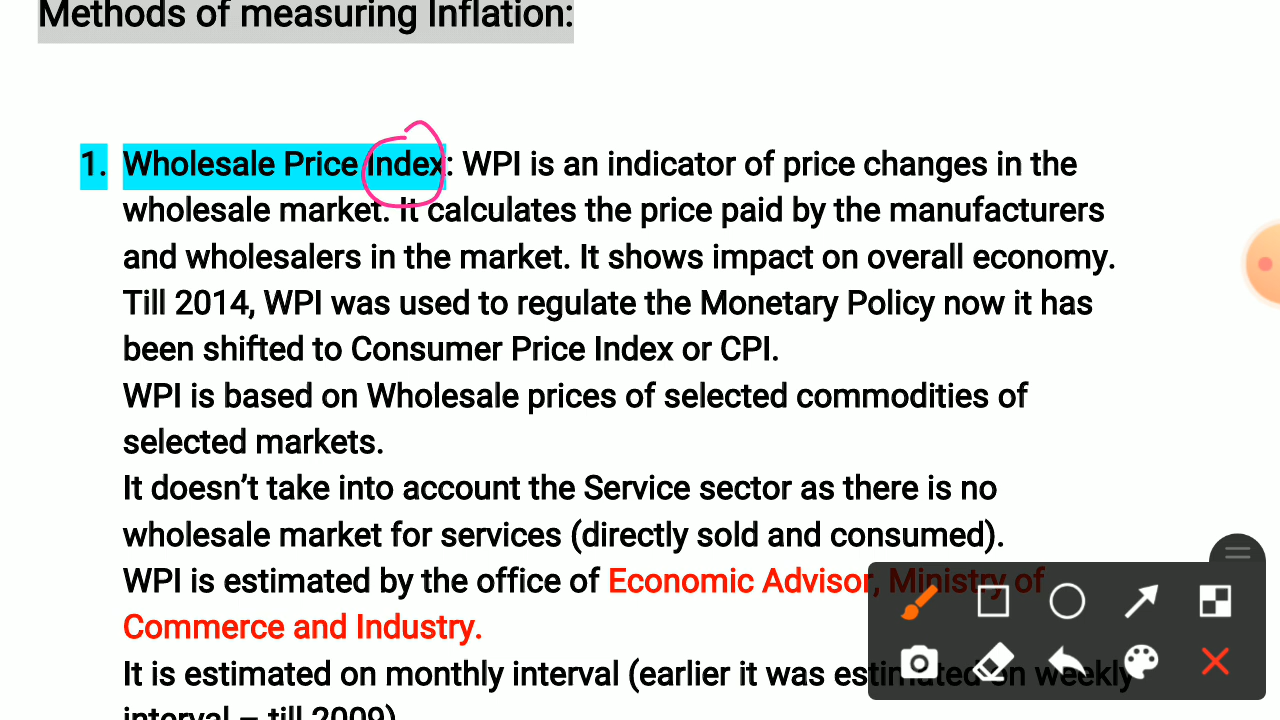 Methods of measuring Inflation:
1. Wholesale Price Index: WPI is an indicator of price changes in the
wholesale market. It calculates the price paid by the manufacturers
and wholesalers in the market. It shows impact on overall economy.
Till 2014, WPI was used to regulate the Monetary Policy now it has
been shifted to Consumer Price Index or CPI.
WPI is based on Wholesale prices of selected commodities of
selected markets.
It doesn’t take into account the Service sector as there is no
wholesale market for services (directly sold and consumed).
WPI is estimated by the office of Economic Advisor, Ministry of
Commerce and Industry.
It is estimated on monthly interval (earlier it was estimated on weekly
interval – till 2009)